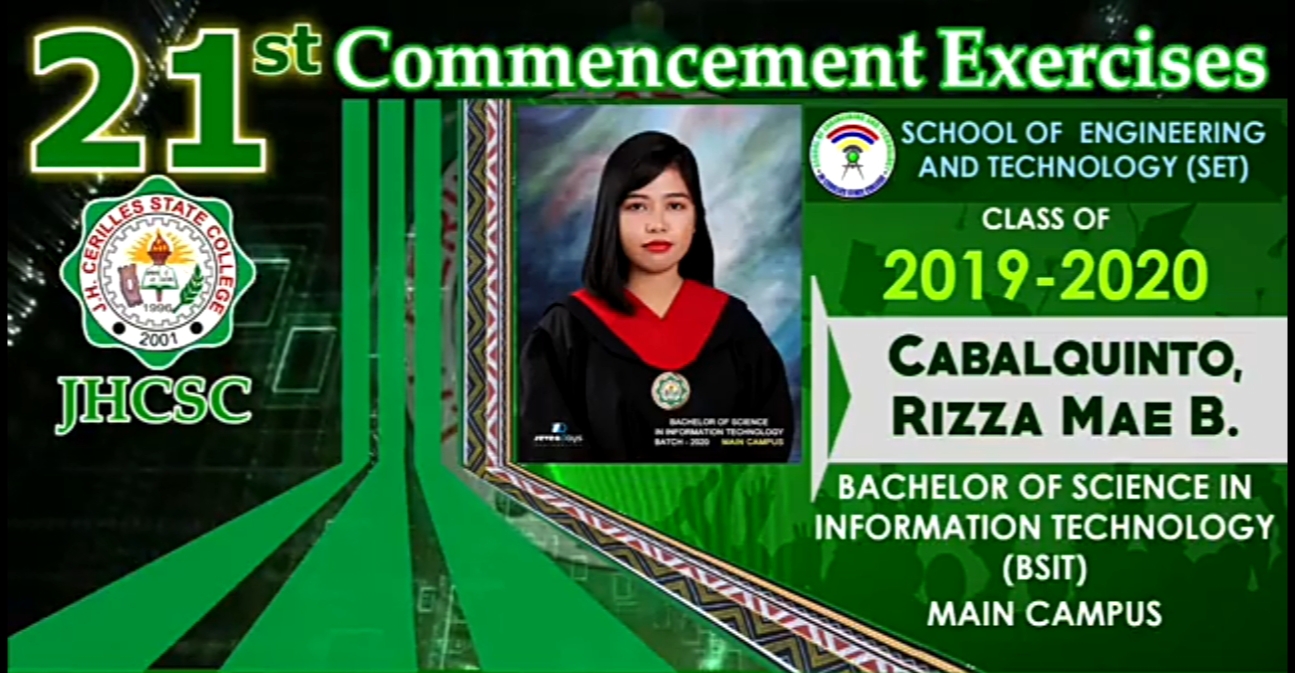 21st Commencement Exercises
J.H. CERILLES STATE COLLEGE
1996
2001
JHCSC
SCHOOL OF ENGINEERING
AND TECHNOLOGY (SET)
CLASS OF
2019-2020
CABALQUINTO,
RIZZA MAE B.
BACHELOR OF SCIENCE IN
INFORMATION TECHNOLOGY
(BSIT)
MAIN CAMPUS
BACHELOR OF SCIENCE
IN INFORMATION TECHNOLOGY
BATCH - 2020 MAIN CAMPUS